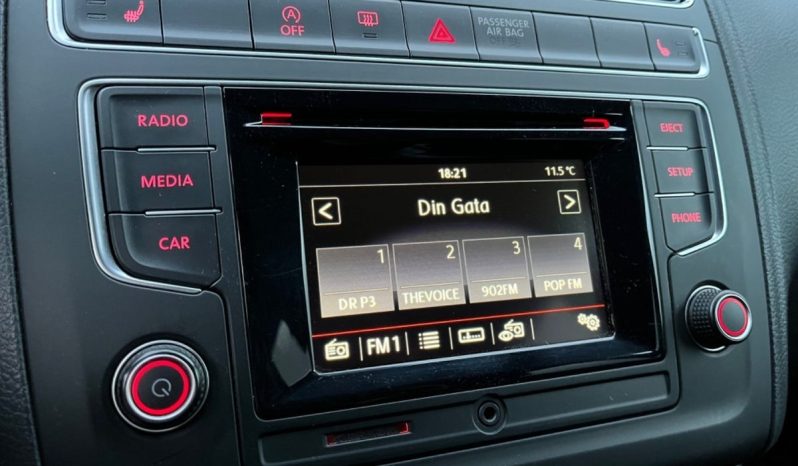 OFF
PASSENGER
AIR BAG
RADIO
MEDIA
CAR
EJECT
SETUP
PHONE
18:21
11.5 °C
Din Gata
1
DR P3
2
THEVOICE
3
902FM
4
POP FM
FM1